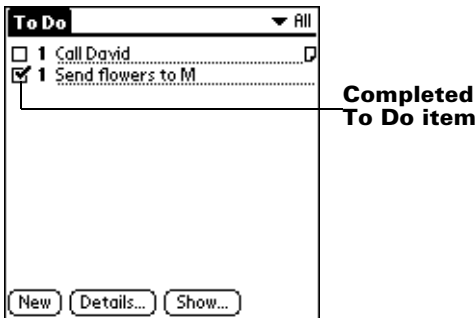 To Do All
1 Call David
1 Send flowers to M
Completed
To Do item
New Details... Show...